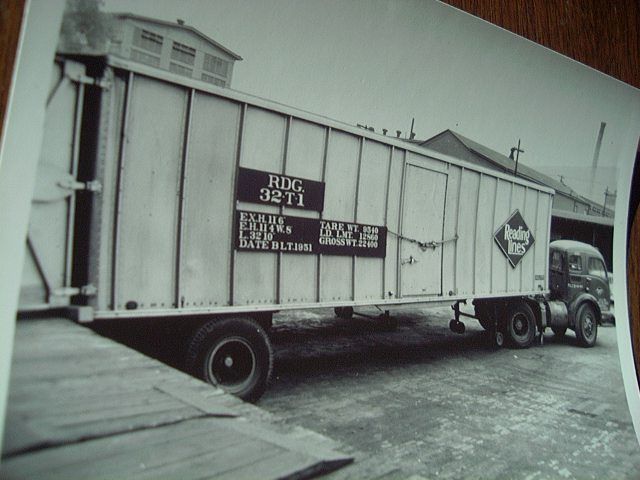 RDG.
32-T-1
EX.H.11 6
E.H.11 4 W. 8
L.32 10
DATE BLT.1951
TARE WT. 9540
LD. LMT. 12860
GROSS WT. 22400
Reading
Lines